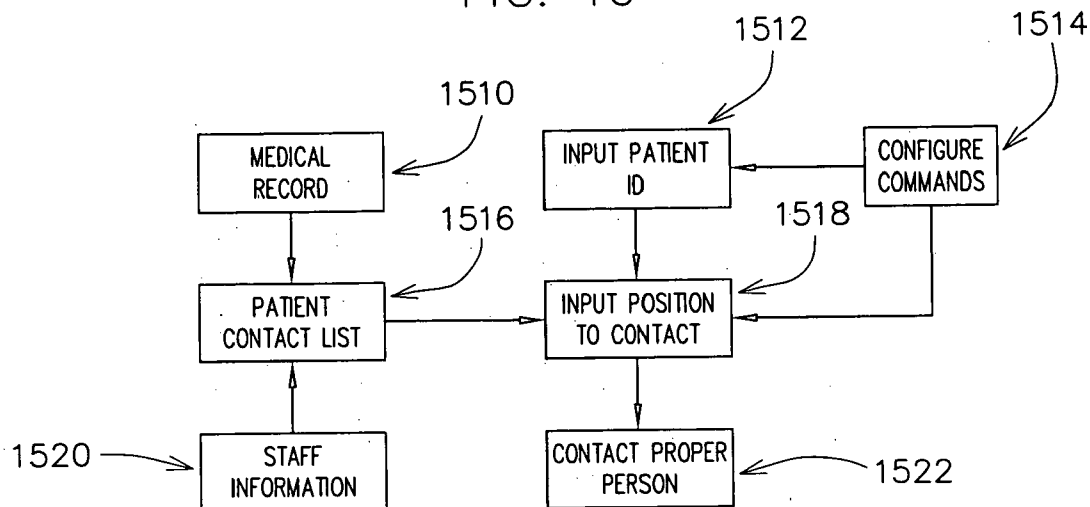 1512
1514
1510
MEDICAL
RECORD
INPUT PATIENT
ID
CONFIGURE
COMMANDS
1516
1518
PATIENT
CONTACT LIST
INPUT POSITION
TO CONTACT
1520
STAFF
INFORMATION
CONTACT PROPER
PERSON
1522